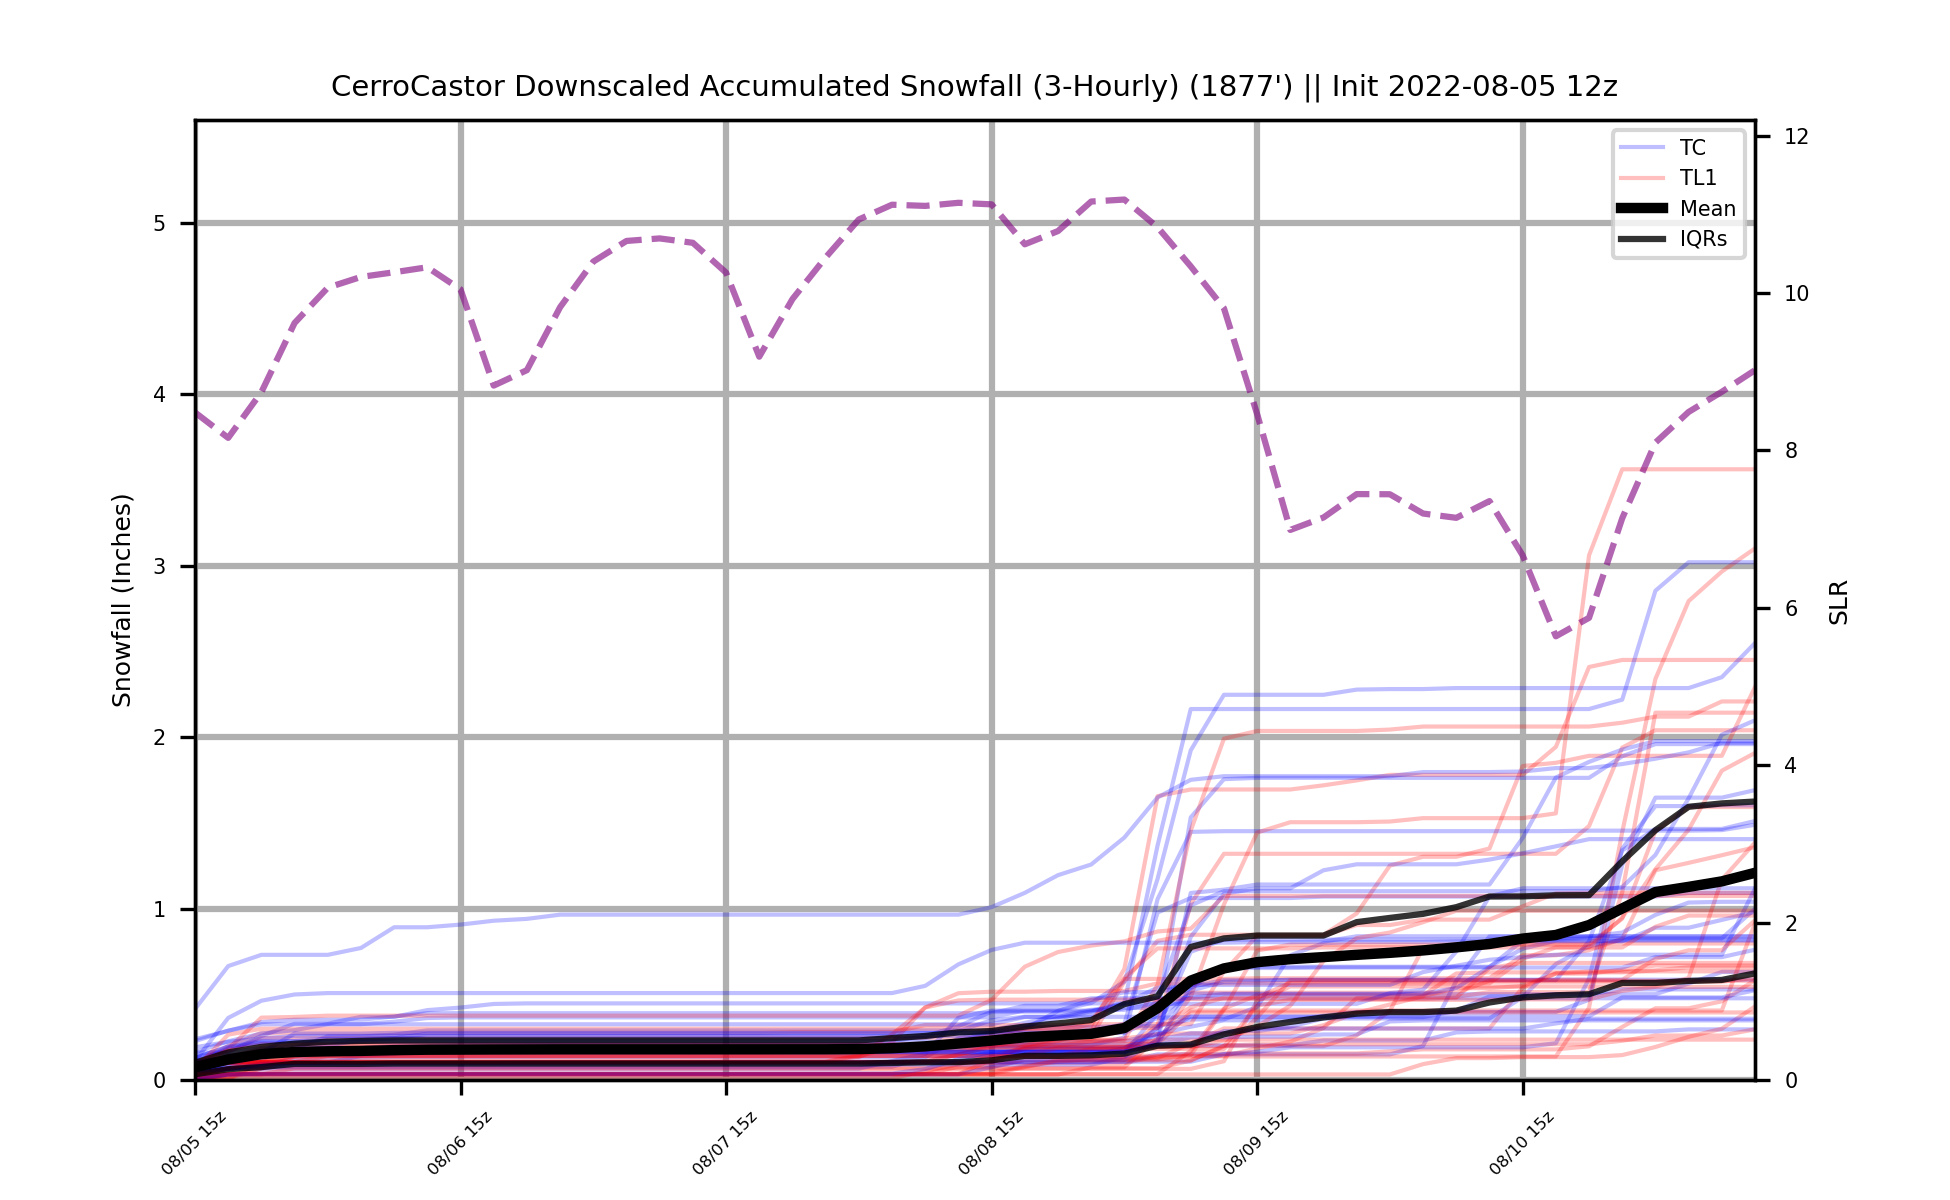 CerroCastor Downscaled Accumulated Snowfall (3-Hourly) (1877') || Init 2022-08-05 12z
TC
TL1
Mean
IQRs
Snowfall (Inches)
5
4
3
2
1
0
12
10
8
6
4
2
0
SLR
08/05 15z
08/06 15z
08/07 15z
08/08 15z
08/09 15z
08/10 15z